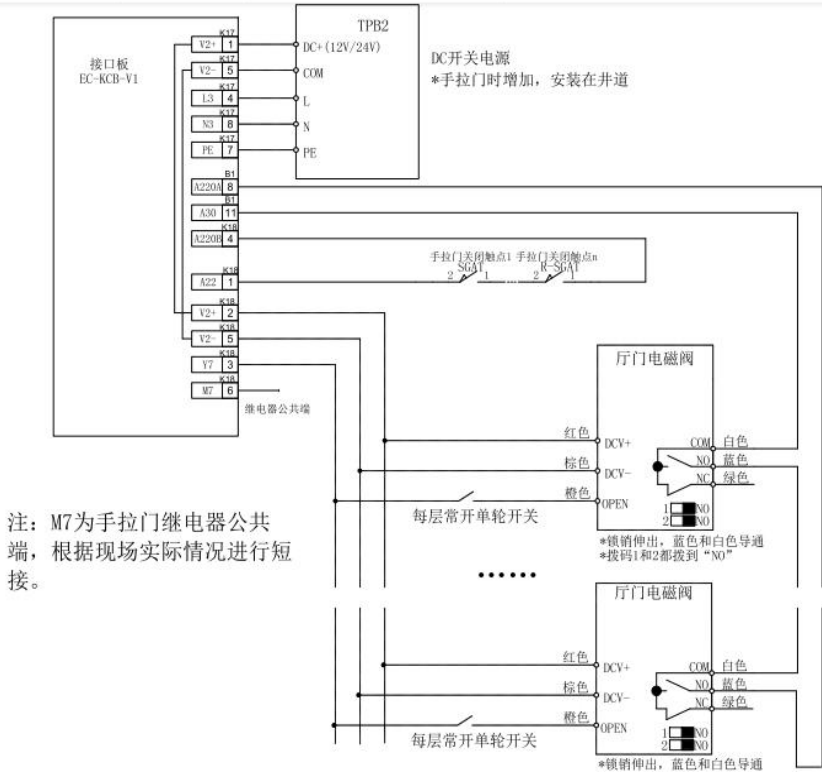 接口板
EC-KCB-V1
K17
V2+ 1
K17
V2- 5
K17
L3 4
K17
N3 8
K17
PE 7
B1
A220A 8
B1
A30 11
K18
A220B 4
K18
A22 1
K18
V2+ 2
K18
V2- 5
K18
Y7 3
K18
M7 6
继电器公共端
TPB2
DC+(12V/24V)
COM
L
N
PE
DC开关电源
*手拉门时增加，安装在井道
手拉门关闭触点1 手拉门关闭触点n
SGAT R-SGAT
2 1 2 1
厅门电磁阀
红色 DCV+
棕色 DCV-
橙色 OPEN
每层常开单轮开关
COM 白色
NO 蓝色
NC 绿色
1 NO
2 NO
*锁销伸出，蓝色和白色导通
*拨码1和2都拨到“NO”
注：M7为手拉门继电器公共
端，根据现场实际情况进行短
接。
······
厅门电磁阀
红色 DCV+
棕色 DCV-
橙色 OPEN
每层常开单轮开关
COM 白色
NO 蓝色
NC 绿色
1 NO
2 NO
*锁销伸出，蓝色和白色导通